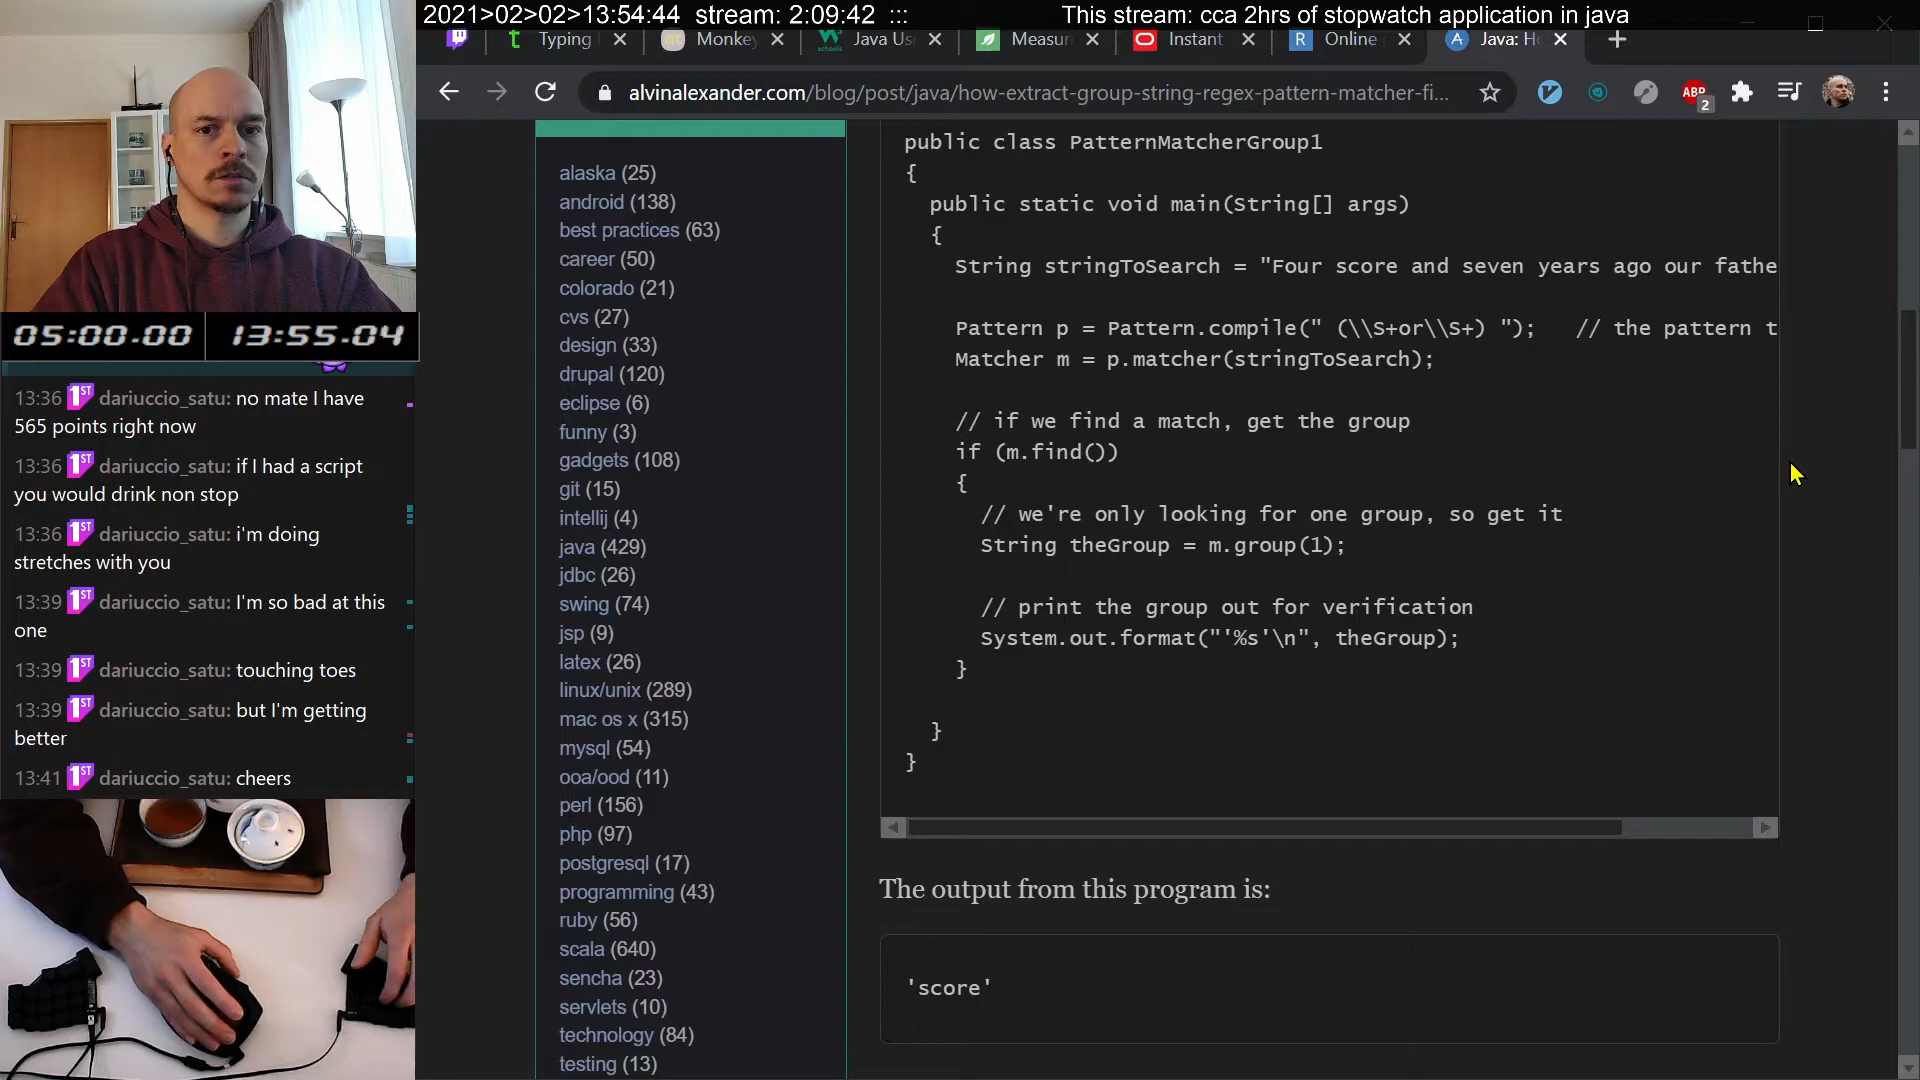 2021>02>02>13:54:44 stream: 2:09:42 :::
This stream: cca 2hrs of stopwatch application in java
Typing
Monke
Java Us
Measur
Instant
Online
Java: Ho
alvinalexander.com/blog/post/java/how-extract-group-string-regex-pattern-matcher-fi...
ABP
2
05:00.00
13:55.04
13:36 1ST dariuccio_satu: no mate I have
565 points right now
13:36 1ST dariuccio_satu: if I had a script
you would drink non stop
13:36 1ST dariuccio_satu: i'm doing
stretches with you
13:39 1ST dariuccio_satu: I'm so bad at this
one
13:39 1ST dariuccio_satu: touching toes
13:39 1ST dariuccio_satu: but I'm getting
better
13:41 1ST dariuccio_satu: cheers
alaska (25)
android (138)
best practices (63)
career (50)
colorado (21)
cvs (27)
design (33)
drupal (120)
eclipse (6)
funny (3)
gadgets (108)
git (15)
intellij (4)
java (429)
jdbc (26)
swing (74)
jsp (9)
latex (26)
linux/unix (289)
mac os x (315)
mysql (54)
ooa/ood (11)
perl (156)
php (97)
postgresql (17)
programming (43)
ruby (56)
scala (640)
sencha (23)
servlets (10)
technology (84)
testing (13)
public class PatternMatcherGroup1
{
public static void main(String[] args)
{
String stringToSearch = "Four score and seven years ago our fathe
Pattern p = Pattern.compile(" (\\S+or\\S+) "); // the pattern t
Matcher m = p.matcher(stringToSearch);
// if we find a match, get the group
if (m.find())
{
// we're only looking for one group, so get it
String theGroup = m.group(1);
// print the group out for verification
System.out.format("'%s'\n", theGroup);
}
}
}
The output from this program is:
'score'